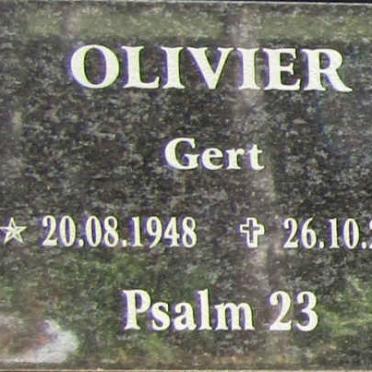 OLIVIER
Gert
☆ 20.08.1948 ✞ 26.10.2
Psalm 23